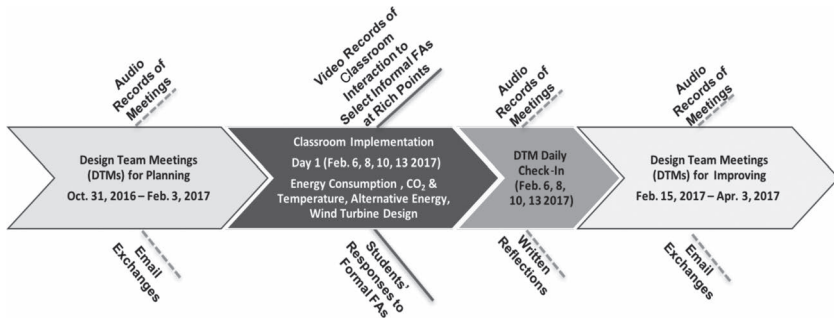 Audio
Records of
Meetings
Video Records of
Classroom
Interaction to
Select Informal FAs
at Rich Points
Audio
Records of
Meetings
Audio
Records of
Meetings
Design Team Meetings
(DTMs) for Planning
Oct. 31, 2016 – Feb. 3, 2017
Classroom Implementation
Day 1 (Feb. 6, 8, 10, 13 2017)
Energy Consumption , CO₂ &
Temperature, Alternative Energy,
Wind Turbine Design
DTM Daily
Check-In
(Feb. 6, 8,
10, 13 2017)
Design Team Meetings
(DTMs) for Improving
Feb. 15, 2017 – Apr. 3, 2017
Email
Exchanges
Students’
Responses to
Formal FAs
Written
Reflections
Email
Exchanges